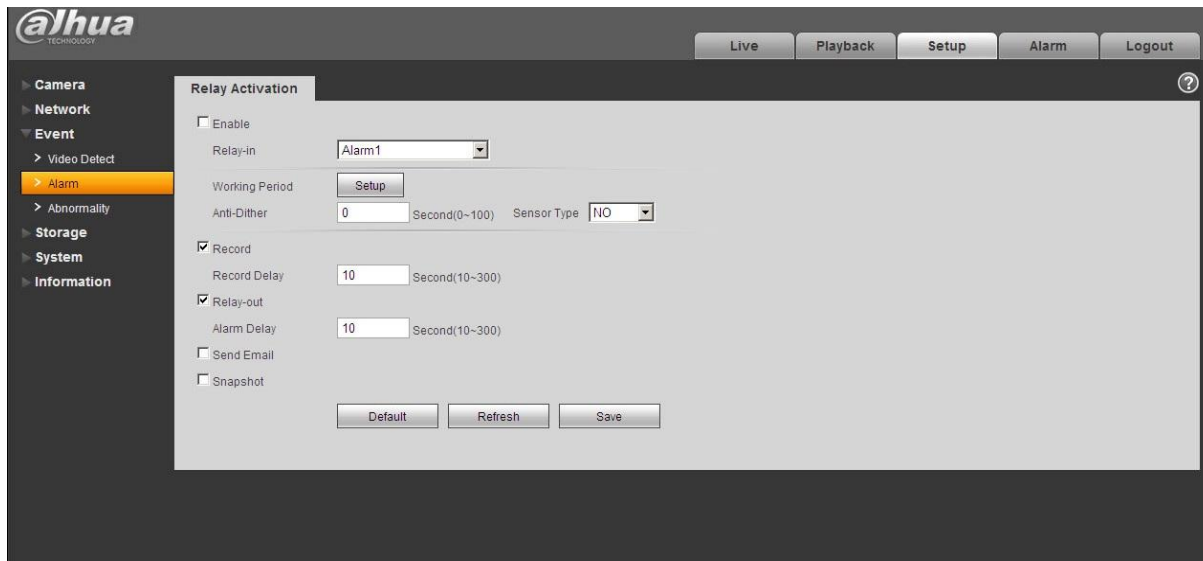 alhua
TECHNOLOGY
Live Playback Setup Alarm Logout
Camera
Network
Event
> Video Detect
> Alarm
> Abnormality
Storage
System
Information
Relay Activation
?
Enable
Relay-in Alarm1
Working Period Setup
Anti-Dither 0 Second(0~100) Sensor Type NO
Record
Record Delay 10 Second(10~300)
Relay-out
Alarm Delay 10 Second(10~300)
Send Email
Snapshot
Default Refresh Save